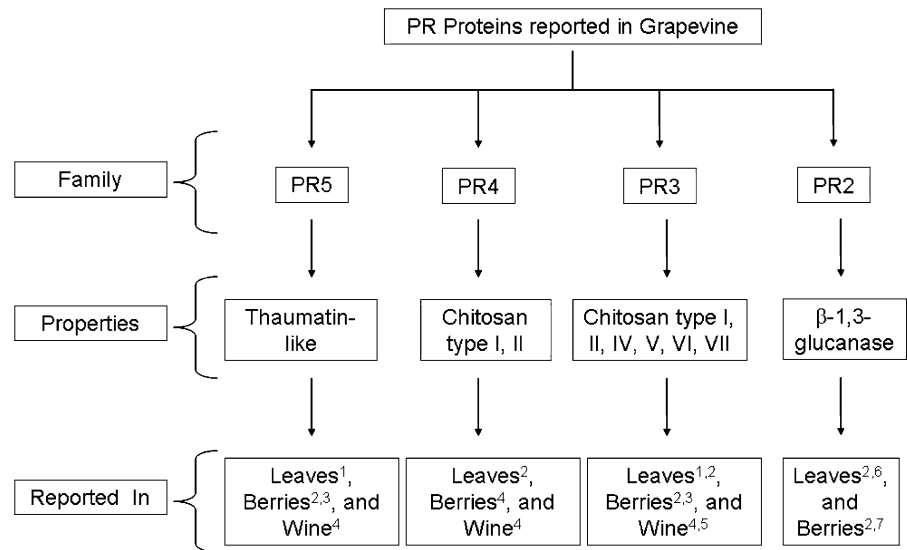 PR Proteins reported in Grapevine
Family
PR5
PR4
PR3
PR2
Properties
Thaumatin-
like
Chitosan
type I, II
Chitosan type I,
II, IV, V, VI, VII
β-1,3-
glucanase
Reported In
Leaves¹,
Berries²,³, and
Wine⁴
Leaves²,
Berries⁴, and
Wine⁴
Leaves¹,²,
Berries²,³, and
Wine⁴,⁵
Leaves²,⁶,
and
Berries²,⁷